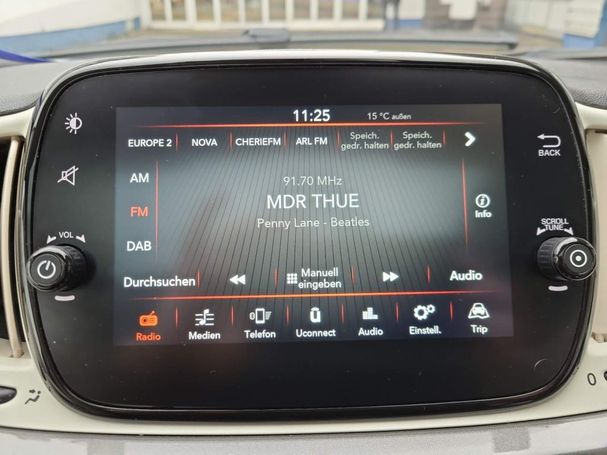 11:25 15 °C außen
EUROPE 2 NOVA CHERIEFM ARL FM Speich. gedr. halten Speich. gedr. halten
BACK
AM
91.70 MHz
FM
MDR THUE
Info
Penny Lane - Beatles
VOL
SCROLL
TUNE
DAB
Durchsuchen
Manuell
eingeben
Audio
Radio Medien Telefon Uconnect Audio Einstell. Trip
0